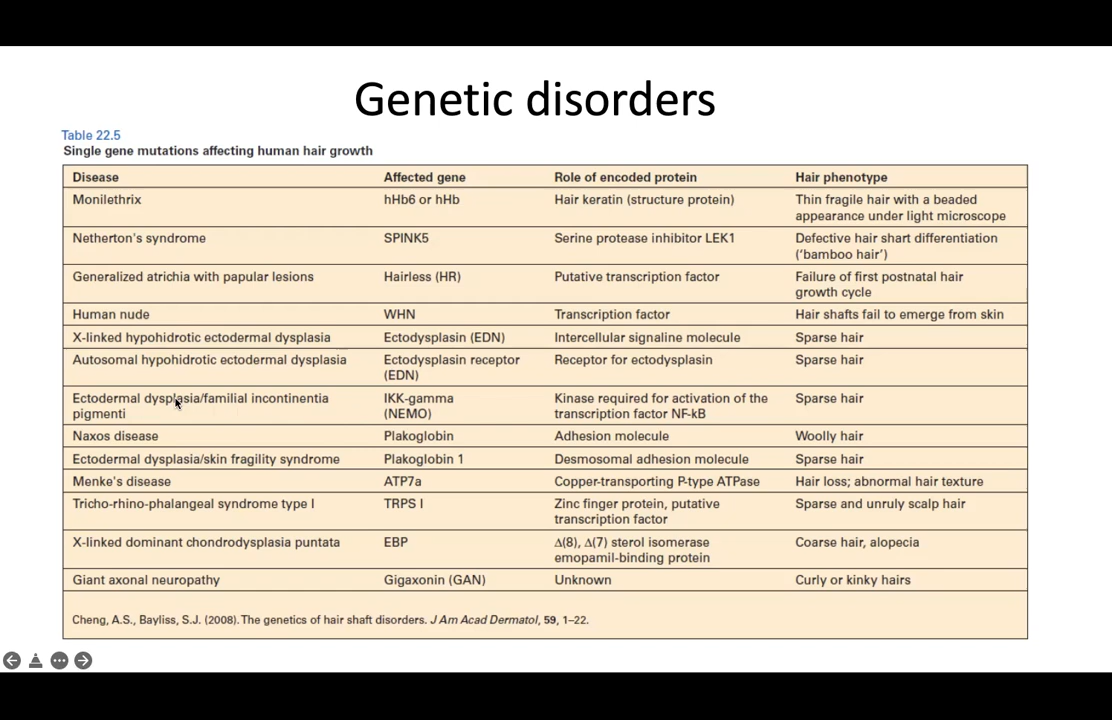 Genetic disorders
Table 22.5
Single gene mutations affecting human hair growth
Disease Affected gene Role of encoded protein Hair phenotype
Monilethrix hHb6 or hHb Hair keratin (structure protein) Thin fragile hair with a beaded
appearance under light microscope
Netherton's syndrome SPINK5 Serine protease inhibitor LEK1 Defective hair shart differentiation
(‘bamboo hair’)
Generalized atrichia with papular lesions Hairless (HR) Putative transcription factor Failure of first postnatal hair
growth cycle
Human nude WHN Transcription factor Hair shafts fail to emerge from skin
X-linked hypohidrotic ectodermal dysplasia Ectodysplasin (EDN) Intercellular signaline molecule Sparse hair
Autosomal hypohidrotic ectodermal dysplasia Ectodysplasin receptor Receptor for ectodysplasin Sparse hair
(EDN)
Ectodermal dysplasia/familial incontinentia IKK-gamma Kinase required for activation of the Sparse hair
pigmenti (NEMO) transcription factor NF-kB
Naxos disease Plakoglobin Adhesion molecule Woolly hair
Ectodermal dysplasia/skin fragility syndrome Plakoglobin 1 Desmosomal adhesion molecule Sparse hair
Menke's disease ATP7a Copper-transporting P-type ATPase Hair loss; abnormal hair texture
Tricho-rhino-phalangeal syndrome type I TRPS I Zinc finger protein, putative Sparse and unruly scalp hair
transcription factor
X-linked dominant chondrodysplasia puntata EBP Δ(8), Δ(7) sterol isomerase Coarse hair, alopecia
emopamil-binding protein
Giant axonal neuropathy Gigaxonin (GAN) Unknown Curly or kinky hairs
Cheng, A.S., Bayliss, S.J. (2008). The genetics of hair shaft disorders. J Am Acad Dermatol, 59, 1–22.